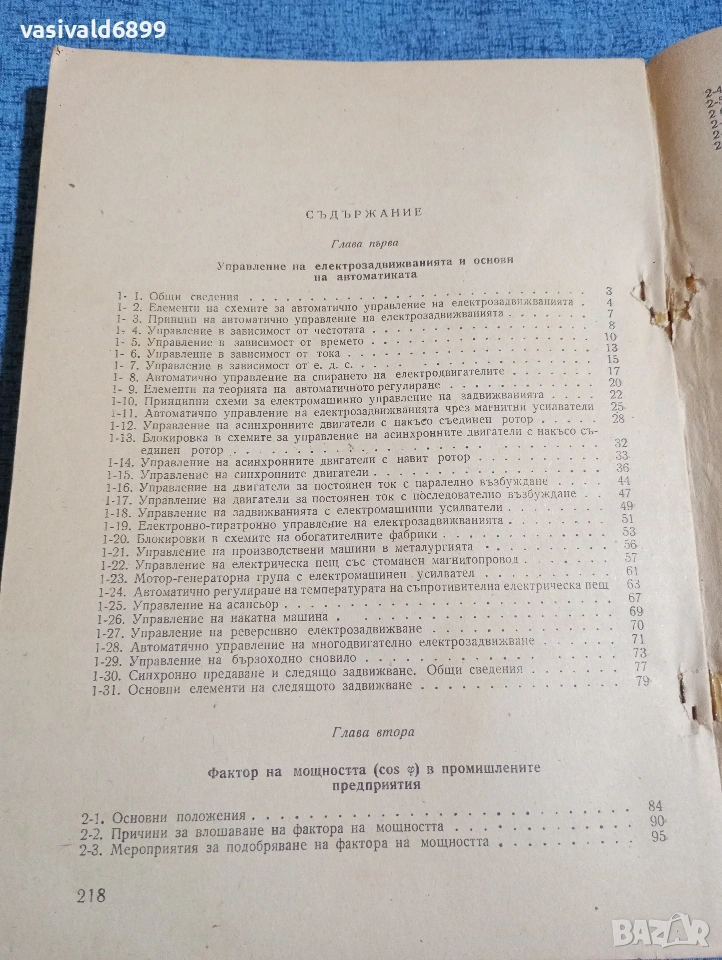 vasivald6899
СЪДЪРЖАНИЕ
Глава първа
Управление на електрозадвижванията и основи
на автоматиката
1- 1. Общи сведения . . . 3
1- 2. Елементи на схемите за автоматично управление на електрозадвижванията . 4
1- 3. Принцип на автоматично управление на електрозадвижванията . . . 7
1- 4. Управление в зависимост от честотата . . . 8
1- 5. Управление в зависимост от времето . . . 10
1- 6. Управление в зависимост от тока . . . 13
1- 7. Управление в зависимост от е. д. с. . . . 15
1- 8. Автоматично управление на спирането на електродвигателите . . . 17
1- 9. Елементи на теорията на автоматичното регулиране . . . 20
1-10. Принципни схеми за електромашинно управление на задвижванията . . . 22
1-11. Автоматично управление на електрозадвижванията чрез магнитни усилватели 25
1-12. Управление на асинхронните двигатели с накъсо съединен ротор . . . 28
1-13. Блокировка в схемите за управление на асинхронните двигатели с накъсо съ-
единен ротор . . . 32
1-14. Управление на асинхронните двигатели с навит ротор . . . 33
1-15. Управление на синхронните двигатели . . . 36
1-16. Управление на двигатели за постоянен ток с паралелно възбуждане . . . 44
1-17. Управление на двигатели за постоянен ток с последователно възбуждане . . 47
1-18. Управление на задвижванията с електромашинни усилватели . . . 49
1-19. Електронно-тиратронно управление на електрозадвижванията . . . 51
1-20. Блокировки в схемите на обогатителните фабрики . . . 53
1-21. Управление на производствени машини в металургията . . . 56
1-22. Управление на електрическа пещ със стоманен магнитопровод . . . 57
1-23. Мотор-генераторна група с електромашинен усилвател . . . 61
1-24. Автоматично регулиране на температурата на съпротивителна електрическа пещ 63
1-25. Управление на асансьор . . . 67
1-26. Управление на накатна машина . . . 69
1-27. Управление на реверсивно електрозадвижване . . . 70
1-28. Автоматично управление на многодвигателно електрозадвижване . . . 71
1-29. Управление на бързоходно сновило . . . 73
1-30. Синхронно предаване и следящо задвижване. Общи сведения . . . 77
1-31. Основни елементи на следящото задвижване . . . 79
Глава втора
Фактор на мощността (cos φ) в промишлените
предприятия
2-1. Основни положения . . . 84
2-2. Причини за влошаване на фактора на мощността . . . 90
2-3. Мероприятия за подобряване на фактора на мощността . . . 95
218
BAZAR